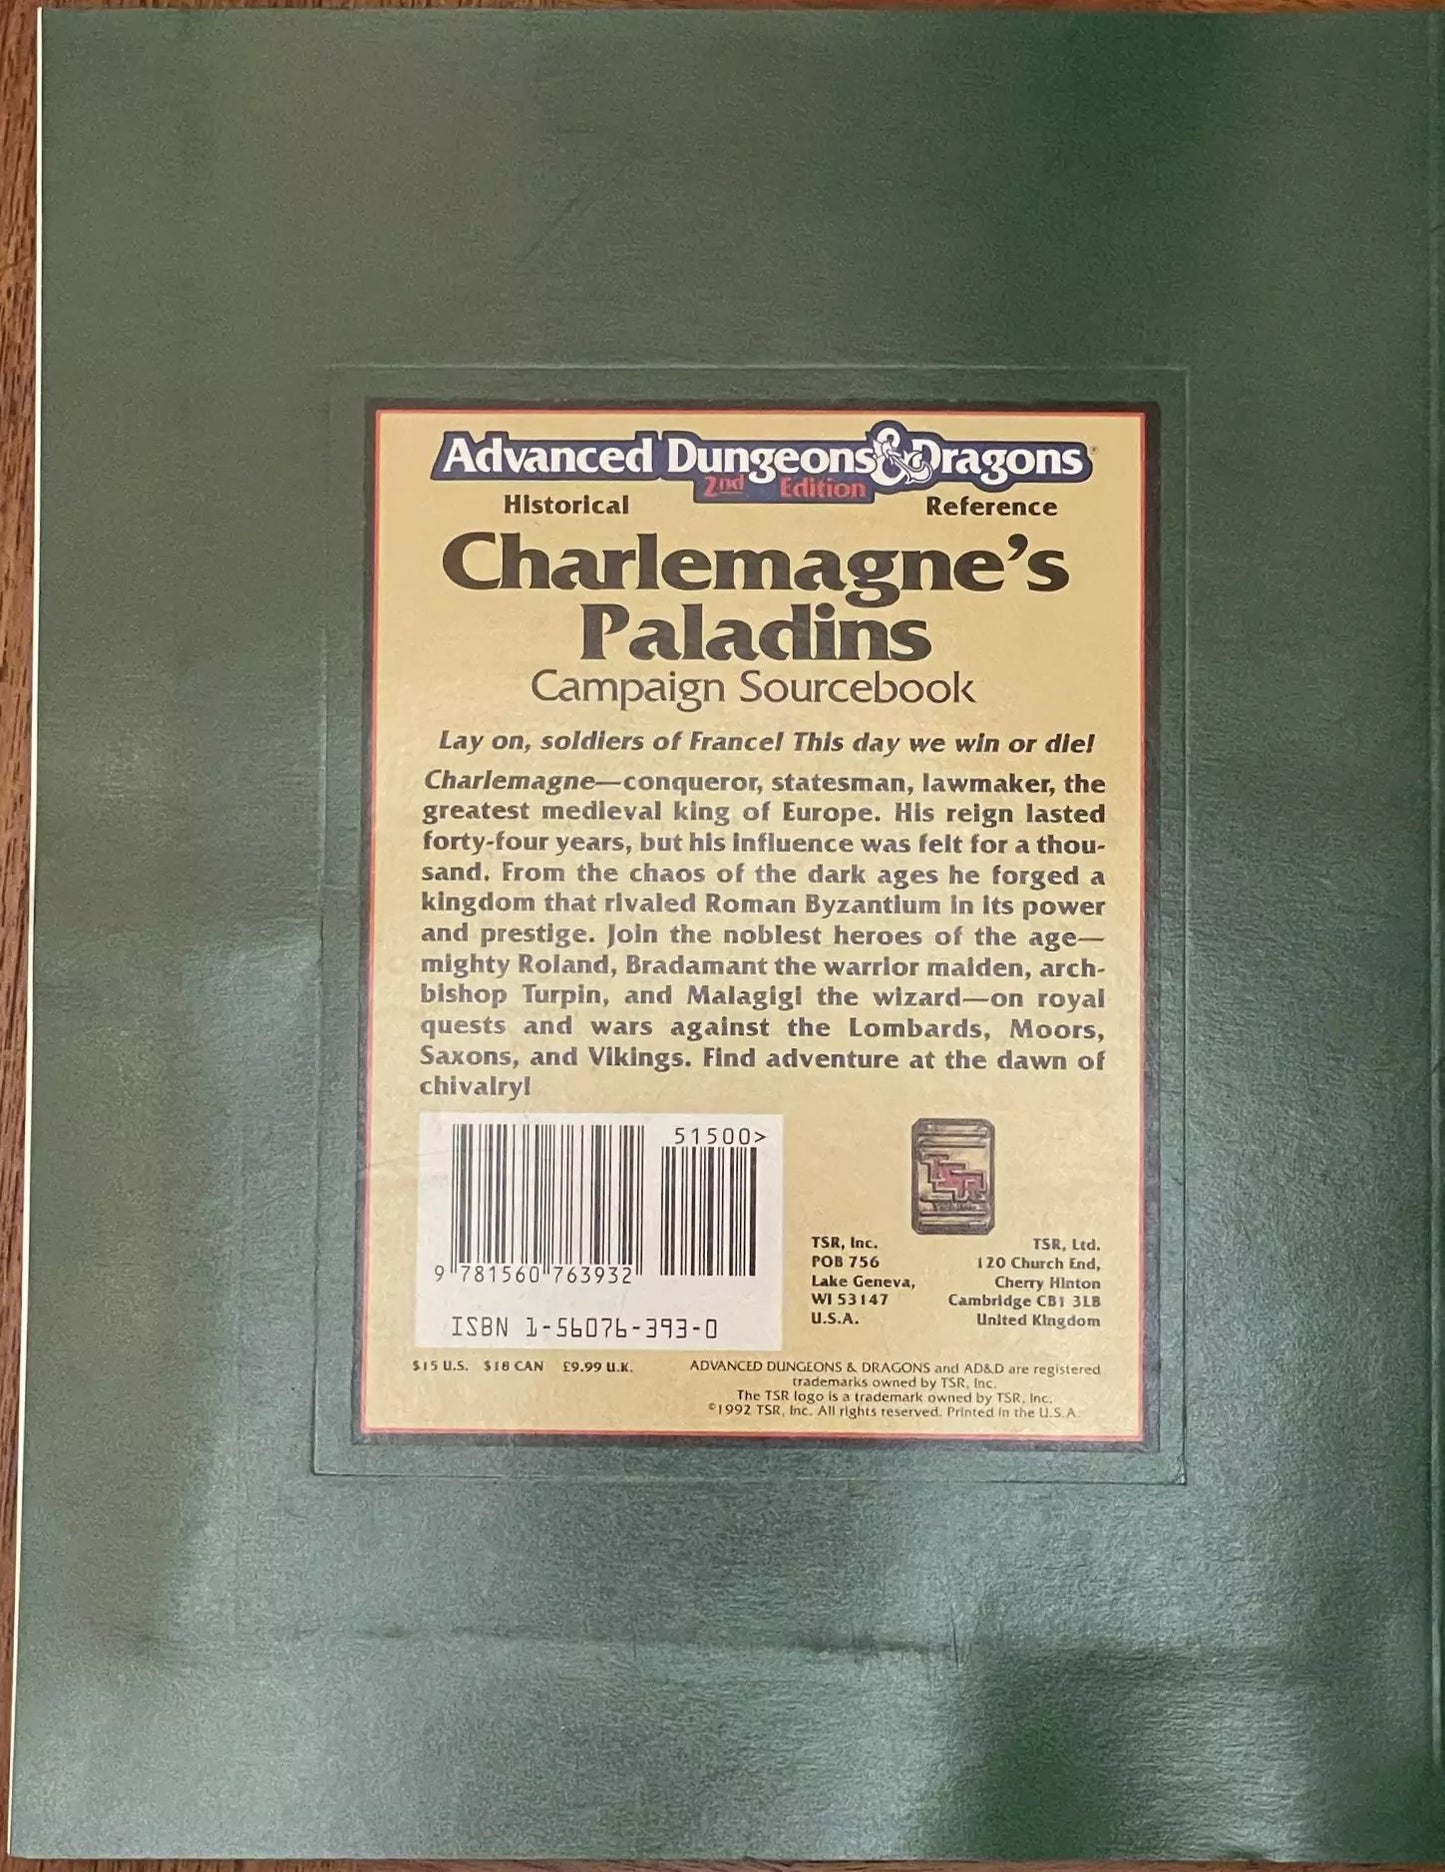 Advanced Dungeons & Dragons®
2nd Edition
Historical Reference
Charlemagne's
Paladins
Campaign Sourcebook
Lay on, soldiers of France! This day we win or die!
Charlemagne—conqueror, statesman, lawmaker, the
greatest medieval king of Europe. His reign lasted
forty-four years, but his influence was felt for a thou-
sand. From the chaos of the dark ages he forged a
kingdom that rivaled Roman Byzantium in its power
and prestige. Join the noblest heroes of the age—
mighty Roland, Bradamant the warrior maiden, arch-
bishop Turpin, and Malagigi the wizard—on royal
quests and wars against the Lombards, Moors,
Saxons, and Vikings. Find adventure at the dawn of
chivalry!
51500>
9 781560 763932
ISBN 1-56076-393-0
TSR
TSR, Inc.
POB 756
Lake Geneva,
WI 53147
U.S.A.
TSR, Ltd.
120 Church End,
Cherry Hinton
Cambridge CB1 3LB
United Kingdom
$15 U.S. $18 CAN £9.99 U.K.
ADVANCED DUNGEONS & DRAGONS and AD&D are registered
trademarks owned by TSR, Inc.
The TSR logo is a trademark owned by TSR, Inc.
©1992 TSR, Inc. All rights reserved. Printed in the U.S.A.